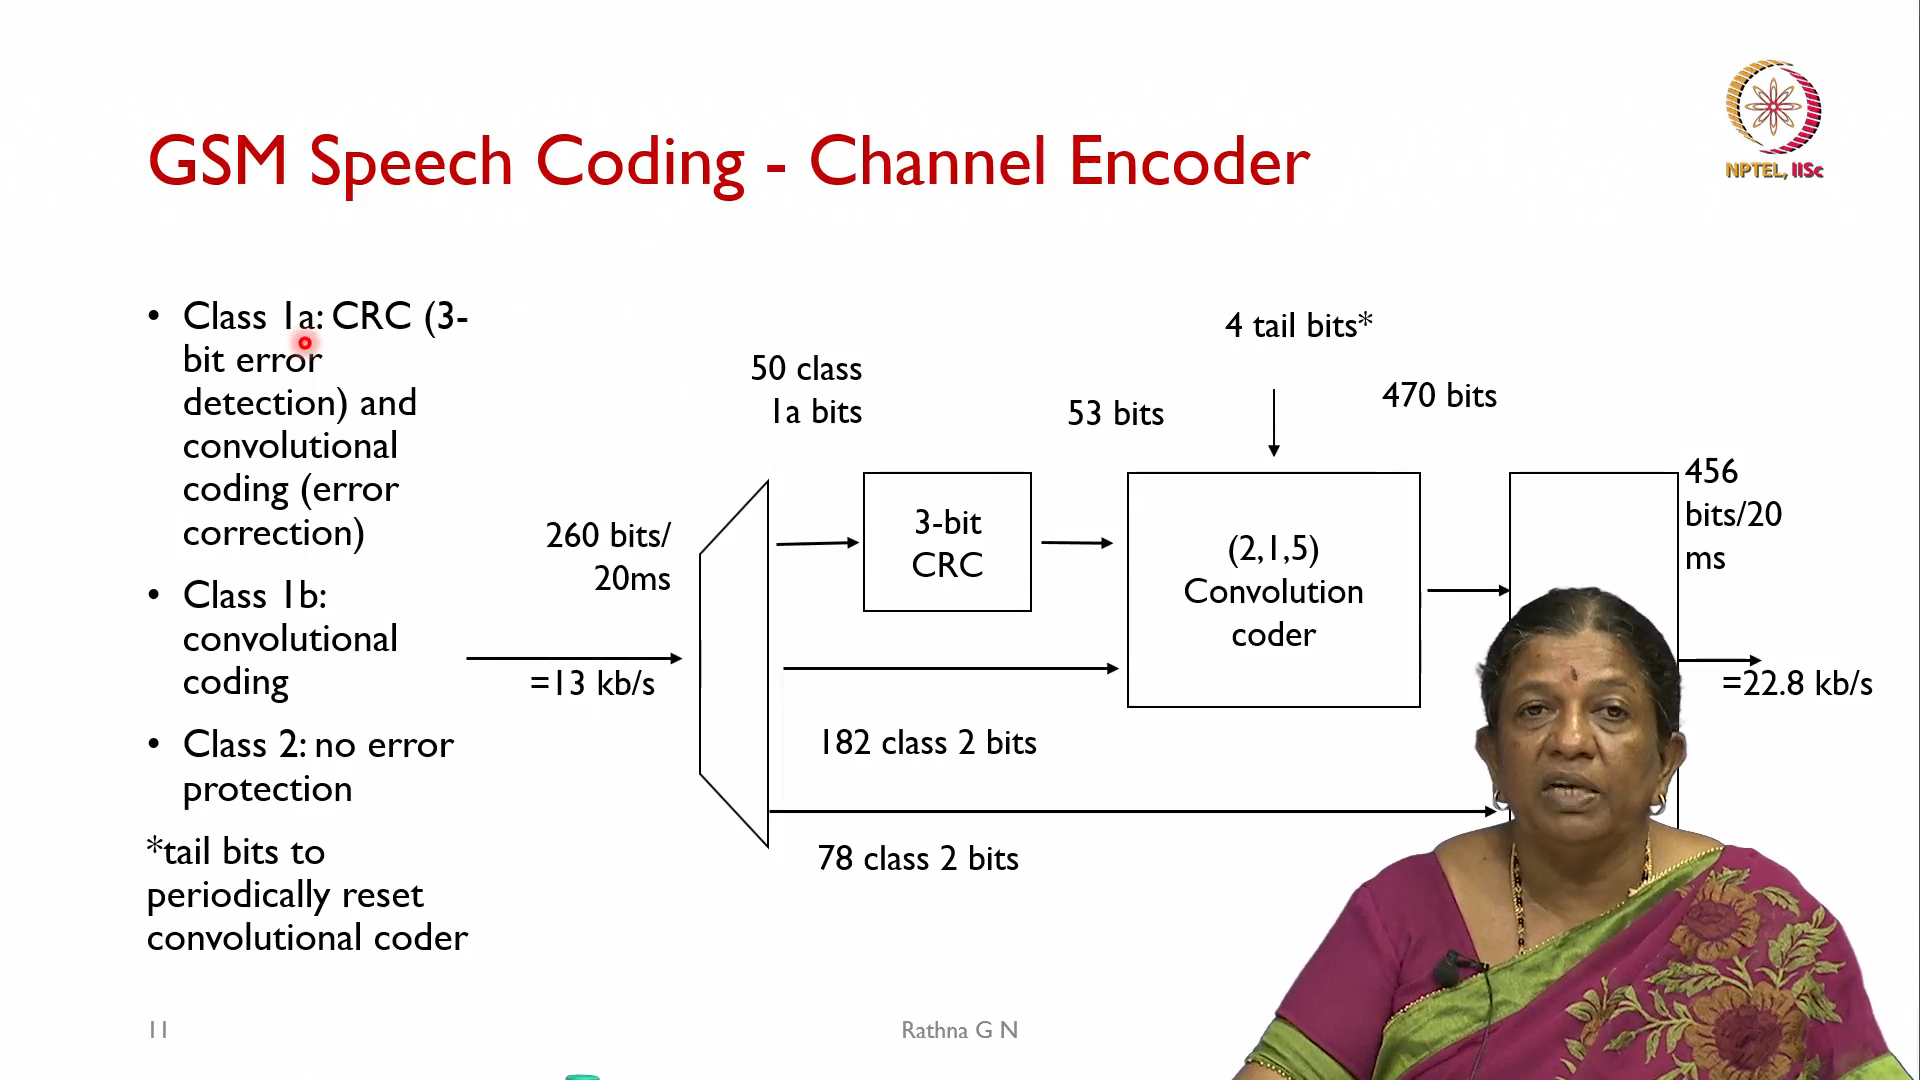 NPTEL, IISc
GSM Speech Coding - Channel Encoder
• Class 1a: CRC (3-
bit error
detection) and
convolutional
coding (error
correction)
• Class 1b:
convolutional
coding
• Class 2: no error
protection
*tail bits to
periodically reset
convolutional coder
260 bits/
20ms
=13 kb/s
50 class
1a bits
3-bit
CRC
53 bits
4 tail bits*
(2,1,5)
Convolution
coder
470 bits
182 class 2 bits
78 class 2 bits
456
bits/20
ms
=22.8 kb/s
11
Rathna G N